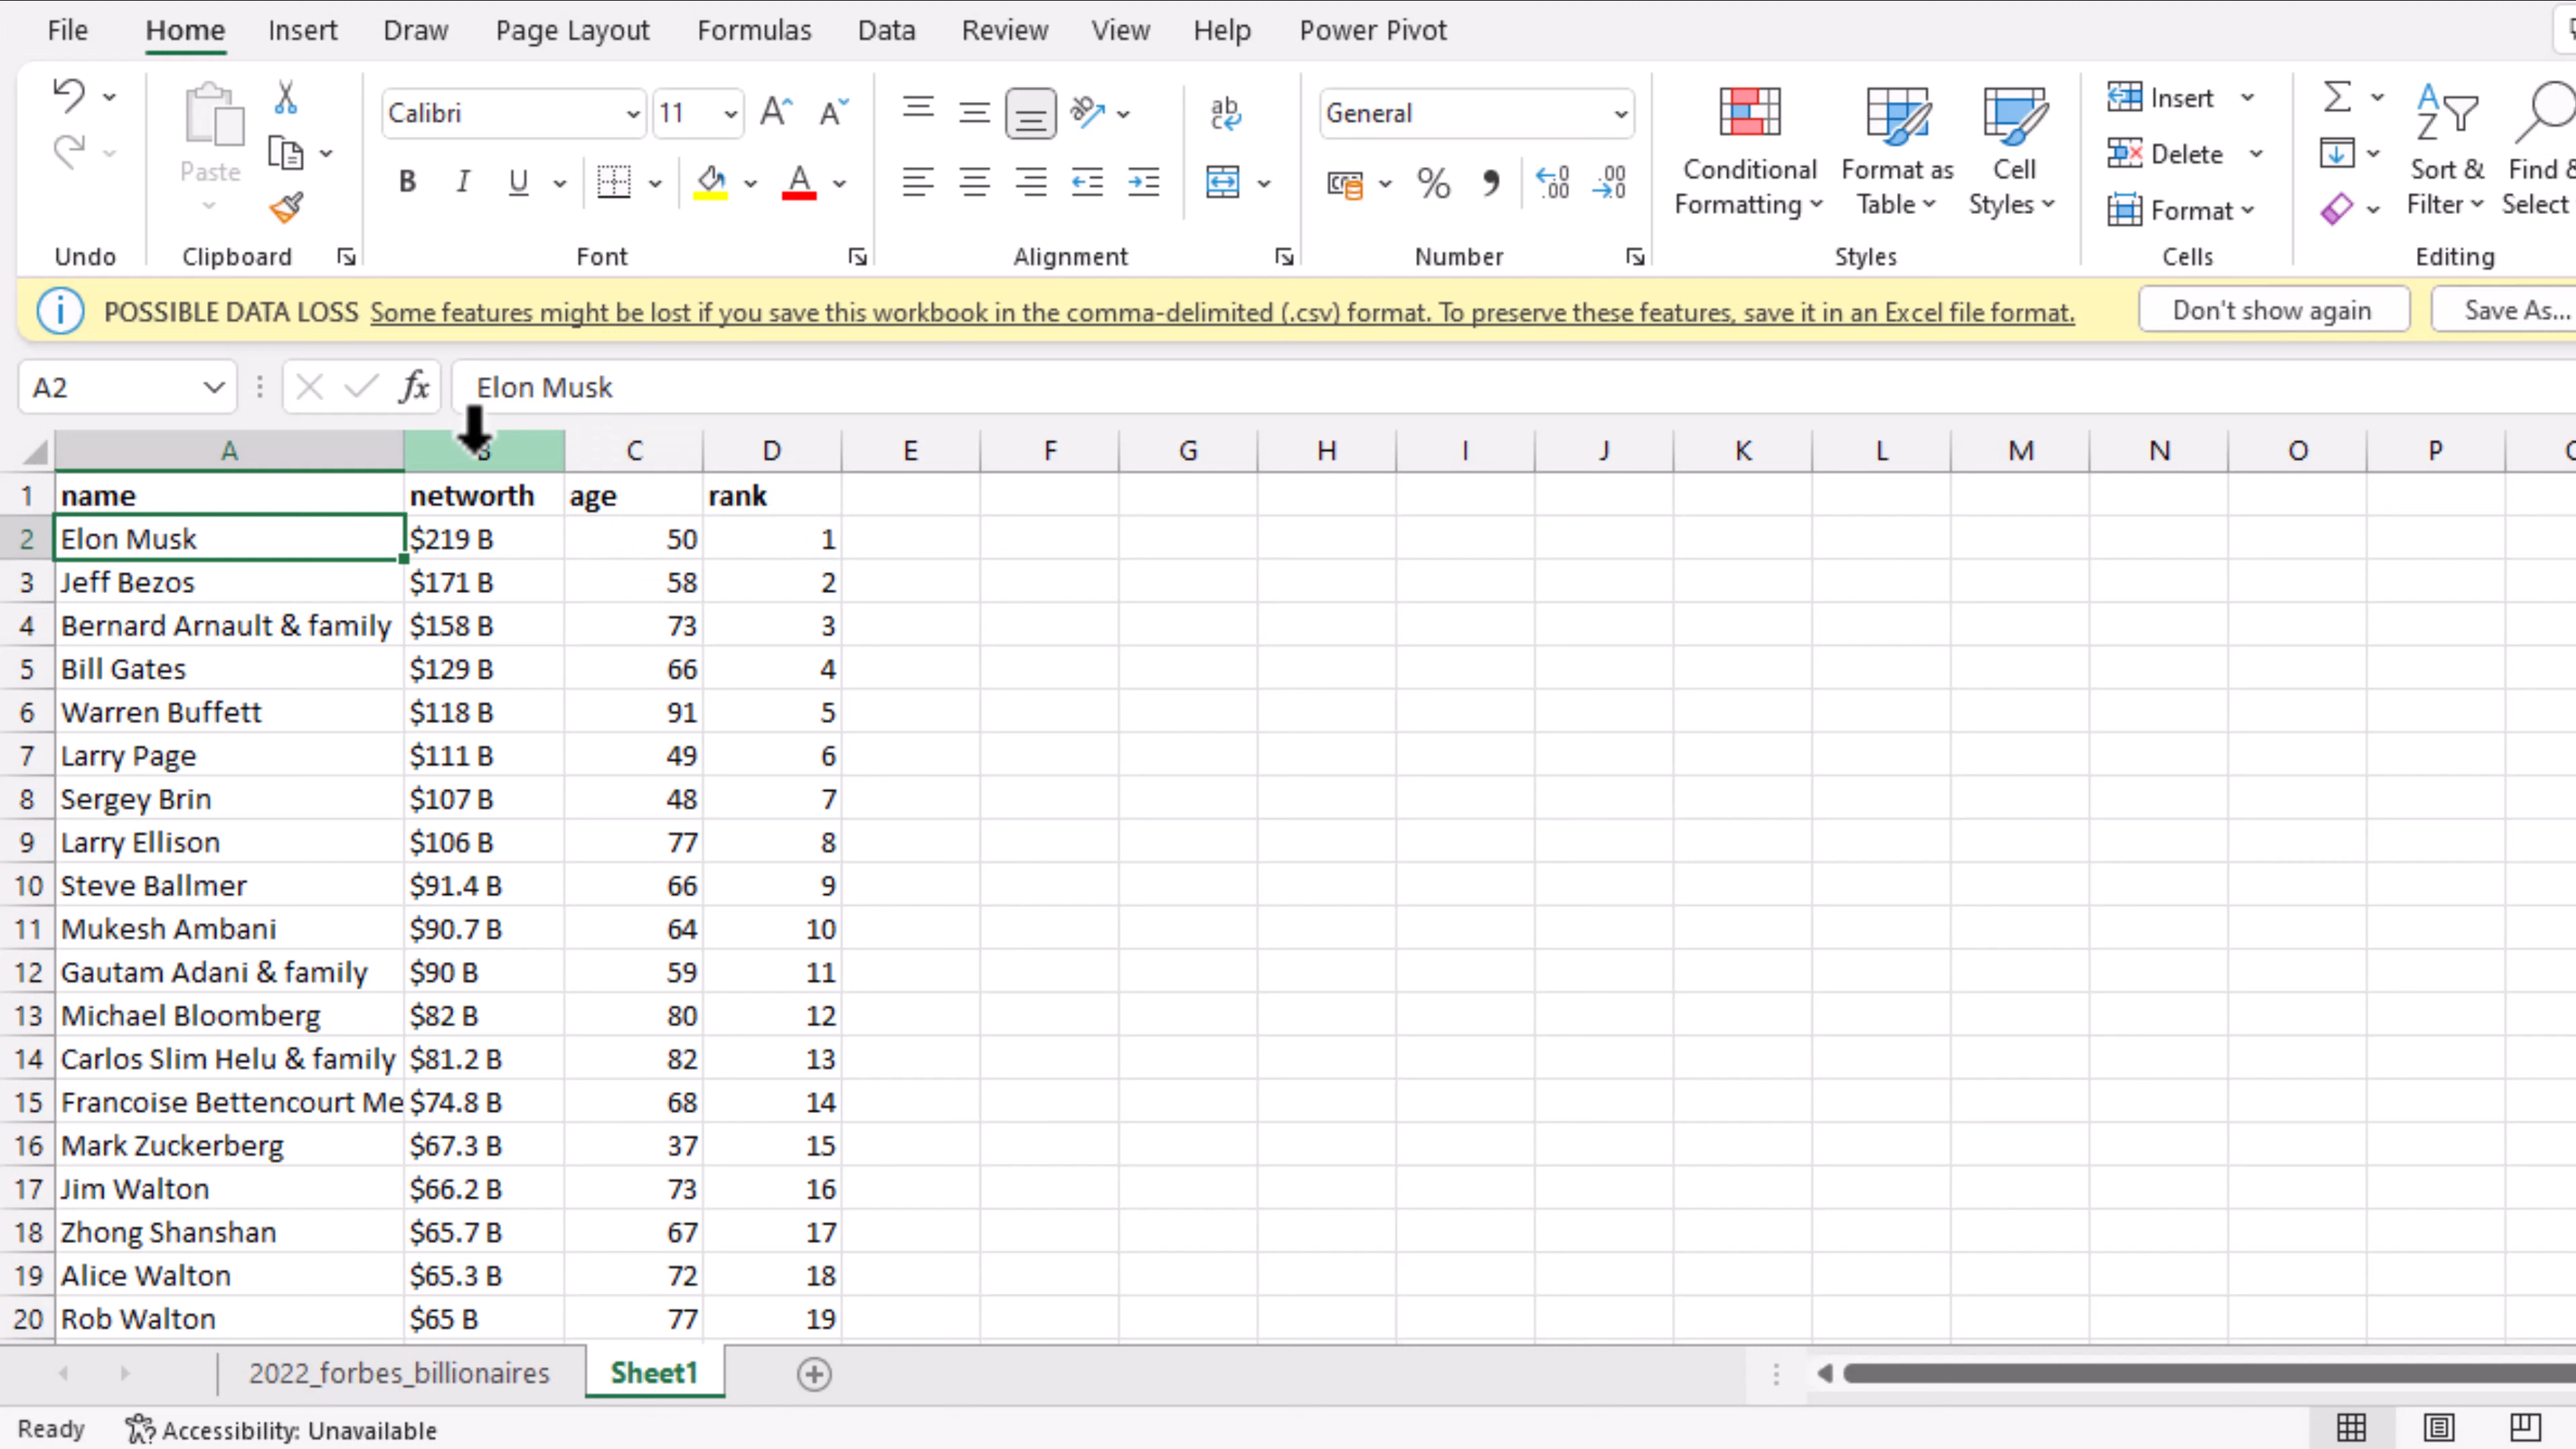 File Home Insert Draw Page Layout Formulas Data Review View Help Power Pivot
Calibri 11 General Insert
Paste Conditional Formatting Format as Table Cell Styles Delete Sort & Filter Find & Select
B I U Format
Undo Clipboard Font Alignment Number Styles Cells Editing
POSSIBLE DATA LOSS Some features might be lost if you save this workbook in the comma-delimited (.csv) format. To preserve these features, save it in an Excel file format. Don't show again Save As...
A2 fx Elon Musk
A B C D E F G H I J K L M N O P
1 name networth age rank
2 Elon Musk $219 B 50 1
3 Jeff Bezos $171 B 58 2
4 Bernard Arnault & family $158 B 73 3
5 Bill Gates $129 B 66 4
6 Warren Buffett $118 B 91 5
7 Larry Page $111 B 49 6
8 Sergey Brin $107 B 48 7
9 Larry Ellison $106 B 77 8
10 Steve Ballmer $91.4 B 66 9
11 Mukesh Ambani $90.7 B 64 10
12 Gautam Adani & family $90 B 59 11
13 Michael Bloomberg $82 B 80 12
14 Carlos Slim Helu & family $81.2 B 82 13
15 Francoise Bettencourt Me $74.8 B 68 14
16 Mark Zuckerberg $67.3 B 37 15
17 Jim Walton $66.2 B 73 16
18 Zhong Shanshan $65.7 B 67 17
19 Alice Walton $65.3 B 72 18
20 Rob Walton $65 B 77 19
2022_forbes_billionaires Sheet1
Ready Accessibility: Unavailable